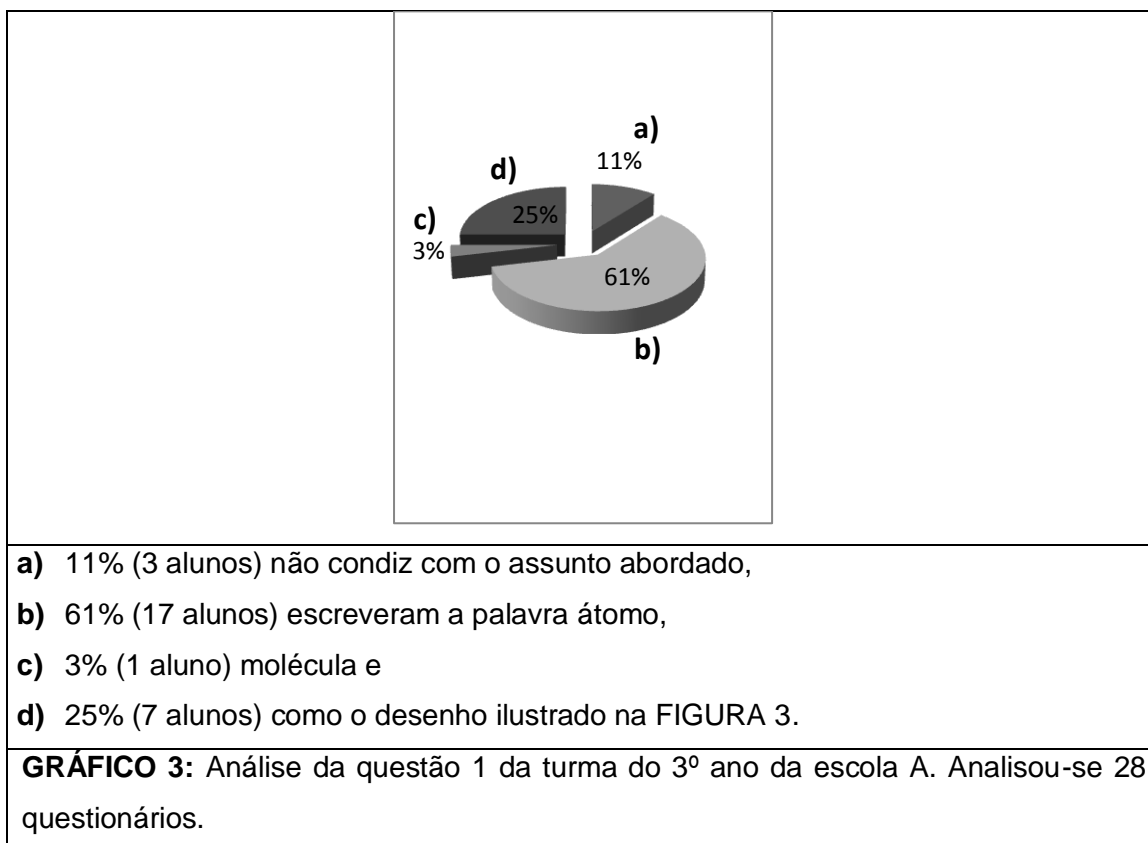 a)
11%
d)
25%
c)
3%
61%
b)
a) 11% (3 alunos) não condiz com o assunto abordado,
b) 61% (17 alunos) escreveram a palavra átomo,
c) 3% (1 aluno) molécula e
d) 25% (7 alunos) como o desenho ilustrado na FIGURA 3.
GRÁFICO 3: Análise da questão 1 da turma do 3º ano da escola A. Analisou-se 28
questionários.